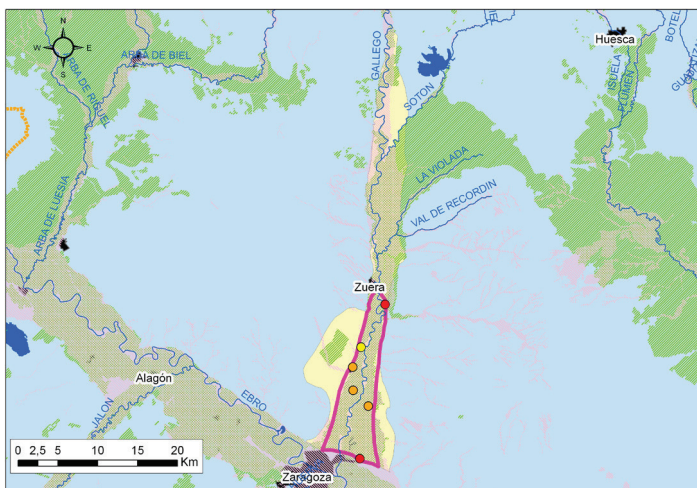 N
W E
S
ARBA DE BIEL
ARBA DE RIGUEL
ARBA DE LUESIA
GALLEGO
SOTON
LA VIOLADA
VAL DE RECORDIN
Huesca
ISUELA
FLUMEN
BOTEL
Zuera
Alagón
JALON
EBRO
Zaragoza
0 2,5 5 10 15 20
Km